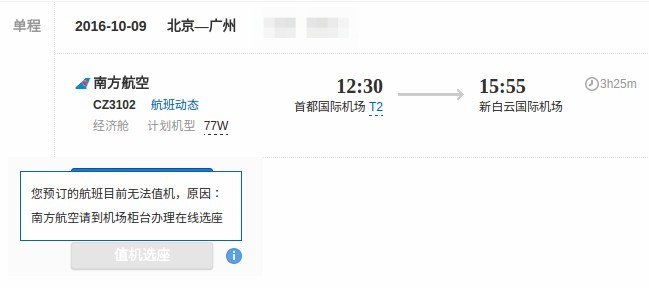 单程 2016-10-09 北京—广州
南方航空 12:30 15:55 3h25m
CZ3102 航班动态 首都国际机场 T2 新白云国际机场
经济舱 计划机型 77W
您预订的航班目前无法值机，原因：
南方航空请到机场柜台办理在线选座
值机选座